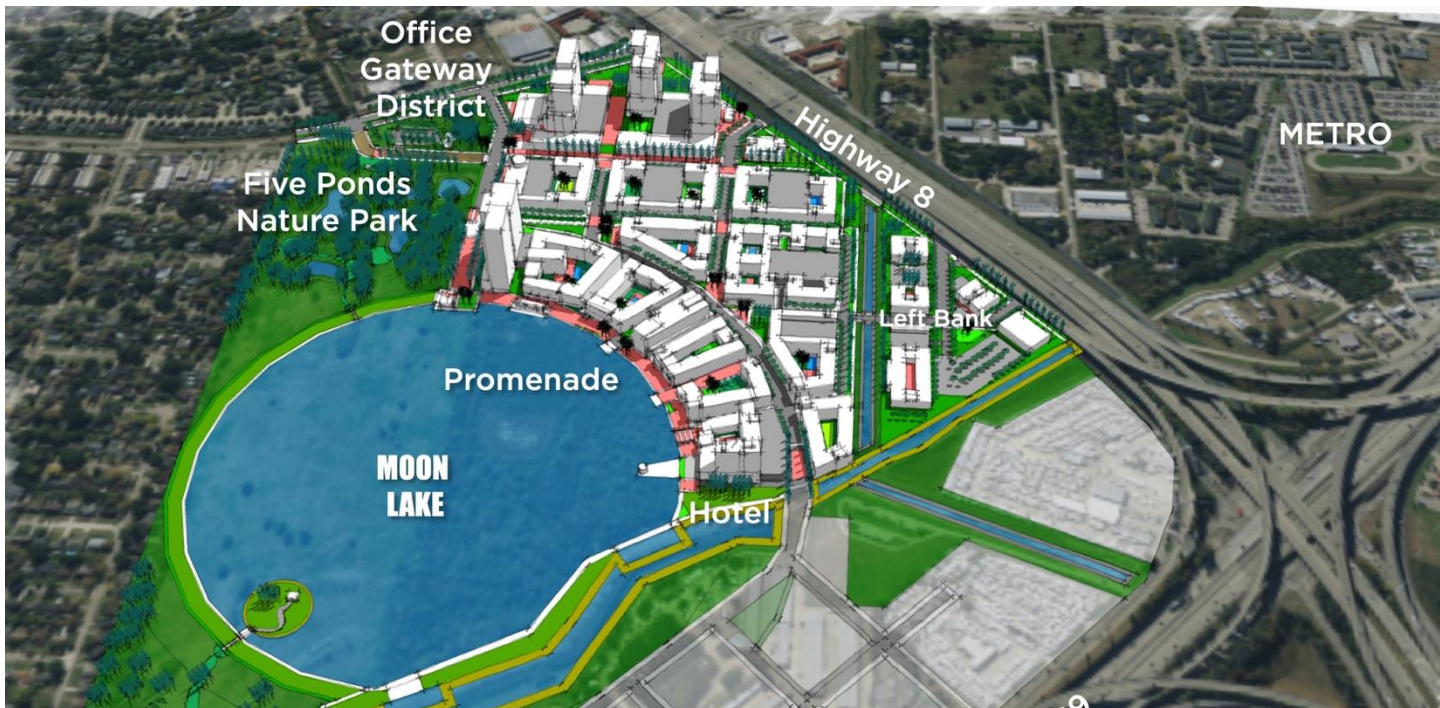 Office
Gateway
District
Highway 8
METRO
Five Ponds
Nature Park
Left Bank
Promenade
MOON
LAKE
Hotel